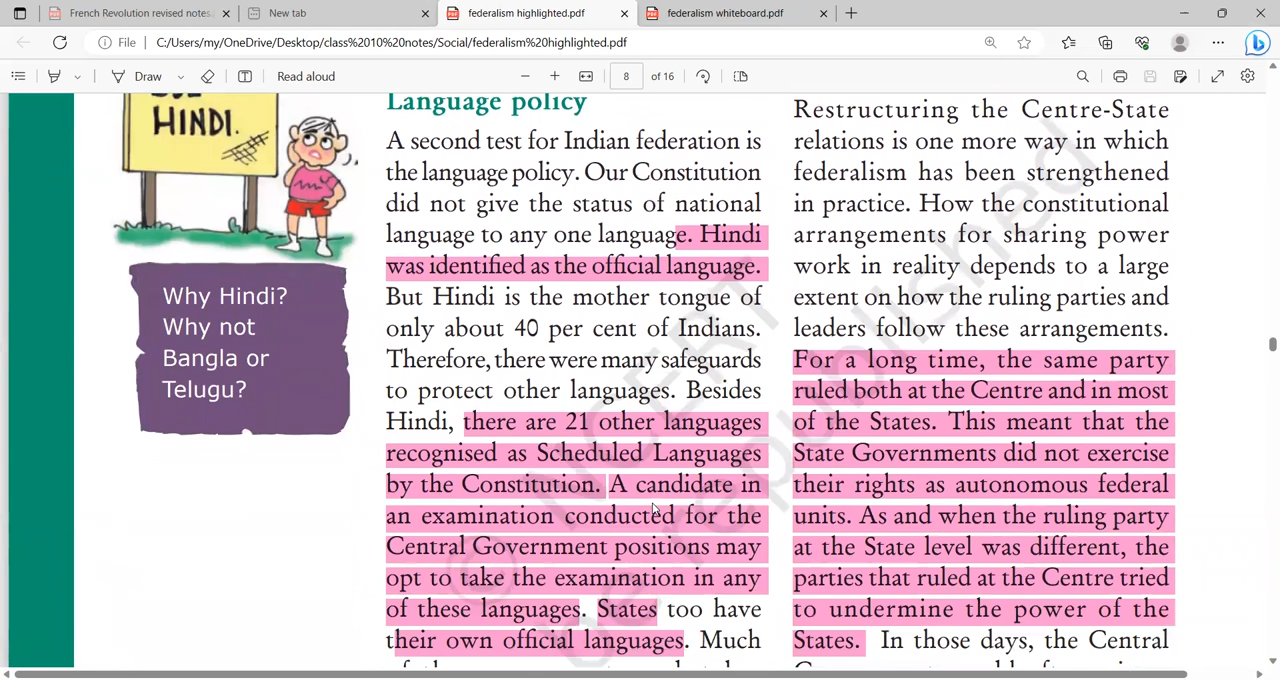 French Revolution revised notes.
New tab
federalism highlighted.pdf
federalism whiteboard.pdf
File
C:/Users/my/OneDrive/Desktop/class%2010%20notes/Social/federalism%20highlighted.pdf
Draw
Read aloud
8
of 16
HINDI.
Why Hindi?
Why not
Bangla or
Telugu?
Language policy
A second test for Indian federation is
the language policy. Our Constitution
did not give the status of national
language to any one language. Hindi
was identified as the official language.
But Hindi is the mother tongue of
only about 40 per cent of Indians.
Therefore, there were many safeguards
to protect other languages. Besides
Hindi, there are 21 other languages
recognised as Scheduled Languages
by the Constitution. A candidate in
an examination conducted for the
Central Government positions may
opt to take the examination in any
of these languages. States too have
their own official languages. Much
Restructuring the Centre-State
relations is one more way in which
federalism has been strengthened
in practice. How the constitutional
arrangements for sharing power
work in reality depends to a large
extent on how the ruling parties and
leaders follow these arrangements.
For a long time, the same party
ruled both at the Centre and in most
of the States. This meant that the
State Governments did not exercise
their rights as autonomous federal
units. As and when the ruling party
at the State level was different, the
parties that ruled at the Centre tried
to undermine the power of the
States. In those days, the Central
© NCERT
be republished